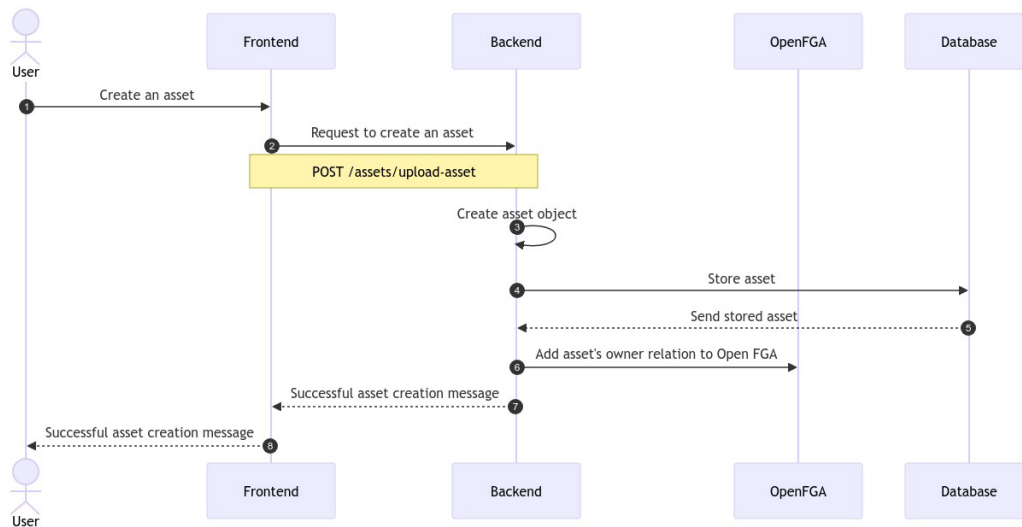 User
Frontend
Backend
OpenFGA
Database
Create an asset
1
Request to create an asset
2
POST /assets/upload-asset
Create asset object
3
Store asset
4
Send stored asset
5
Add asset's owner relation to Open FGA
6
Successful asset creation message
7
Successful asset creation message
8
User
Frontend
Backend
OpenFGA
Database